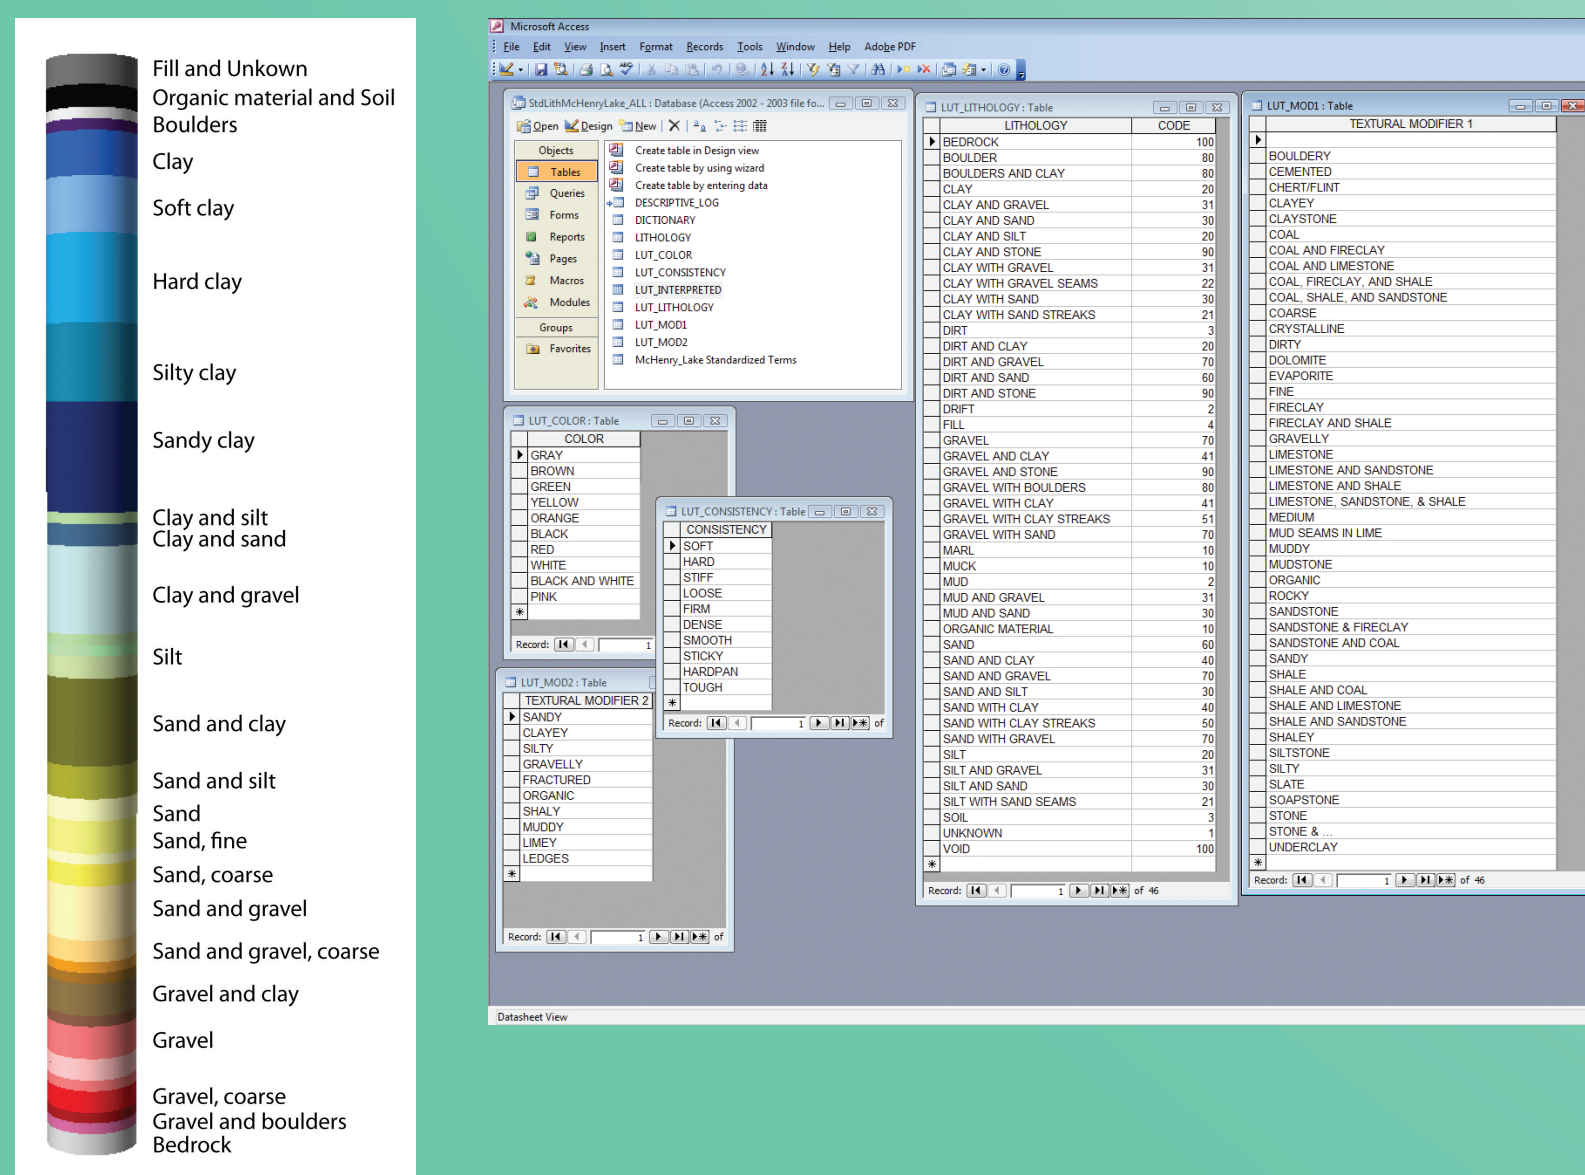 Fill and Unkown
Organic material and Soil
Boulders
Clay
Soft clay
Hard clay
Silty clay
Sandy clay
Clay and silt
Clay and sand
Clay and gravel
Silt
Sand and clay
Sand and silt
Sand
Sand, fine
Sand, coarse
Sand and gravel
Sand and gravel, coarse
Gravel and clay
Gravel
Gravel, coarse
Gravel and boulders
Bedrock
Microsoft Access
File Edit View Insert Format Records Tools Window Help Adobe PDF
StdLithMcHenryLake_ALL : Database (Access 2002 - 2003 file fo...
Open Design New
Objects
Tables
Queries
Forms
Reports
Pages
Macros
Modules
Groups
Favorites
Create table in Design view
Create table by using wizard
Create table by entering data
DESCRIPTIVE_LOG
DICTIONARY
LITHOLOGY
LUT_COLOR
LUT_CONSISTENCY
LUT_INTERPRETED
LUT_LITHOLOGY
LUT_MOD1
LUT_MOD2
McHenry_Lake Standardized Terms
LUT_COLOR : Table
COLOR
GRAY
BROWN
GREEN
YELLOW
ORANGE
BLACK
RED
WHITE
BLACK AND WHITE
PINK
Record: 1
LUT_CONSISTENCY : Table
CONSISTENCY
SOFT
HARD
STIFF
LOOSE
FIRM
DENSE
SMOOTH
STICKY
HARDPAN
TOUGH
Record: 1 of
LUT_MOD2 : Table
TEXTURAL MODIFIER 2
SANDY
CLAYEY
SILTY
GRAVELLY
FRACTURED
ORGANIC
SHALY
MUDDY
LIMEY
LEDGES
Record: 1 of
LUT_LITHOLOGY : Table
LITHOLOGY CODE
BEDROCK 100
BOULDER 80
BOULDERS AND CLAY 80
CLAY 20
CLAY AND GRAVEL 31
CLAY AND SAND 30
CLAY AND SILT 20
CLAY AND STONE 90
CLAY WITH GRAVEL 31
CLAY WITH GRAVEL SEAMS 22
CLAY WITH SAND 30
CLAY WITH SAND STREAKS 21
DIRT 3
DIRT AND CLAY 20
DIRT AND GRAVEL 70
DIRT AND SAND 60
DIRT AND STONE 90
DRIFT 2
FILL 4
GRAVEL 70
GRAVEL AND CLAY 41
GRAVEL AND STONE 90
GRAVEL WITH BOULDERS 80
GRAVEL WITH CLAY 41
GRAVEL WITH CLAY STREAKS 51
GRAVEL WITH SAND 70
MARL 10
MUCK 10
MUD 2
MUD AND GRAVEL 31
MUD AND SAND 30
ORGANIC MATERIAL 10
SAND 60
SAND AND CLAY 40
SAND AND GRAVEL 70
SAND AND SILT 30
SAND WITH CLAY 40
SAND WITH CLAY STREAKS 50
SAND WITH GRAVEL 70
SILT 20
SILT AND GRAVEL 31
SILT AND SAND 30
SILT WITH SAND SEAMS 21
SOIL 3
UNKNOWN 1
VOID 100
Record: 1 of 46
LUT_MOD1 : Table
TEXTURAL MODIFIER 1
BOULDERY
CEMENTED
CHERT/FLINT
CLAYEY
CLAYSTONE
COAL
COAL AND FIRECLAY
COAL AND LIMESTONE
COAL, FIRECLAY, AND SHALE
COAL, SHALE, AND SANDSTONE
COARSE
CRYSTALLINE
DIRTY
DOLOMITE
EVAPORITE
FINE
FIRECLAY
FIRECLAY AND SHALE
GRAVELLY
LIMESTONE
LIMESTONE AND SANDSTONE
LIMESTONE AND SHALE
LIMESTONE, SANDSTONE, & SHALE
MEDIUM
MUD SEAMS IN LIME
MUDDY
MUDSTONE
ORGANIC
ROCKY
SANDSTONE
SANDSTONE & FIRECLAY
SANDSTONE AND COAL
SANDY
SHALE
SHALE AND COAL
SHALE AND LIMESTONE
SHALE AND SANDSTONE
SHALEY
SILTSTONE
SILTY
SLATE
SOAPSTONE
STONE
STONE & ...
UNDERCLAY
Record: 1 of 46
Datasheet View